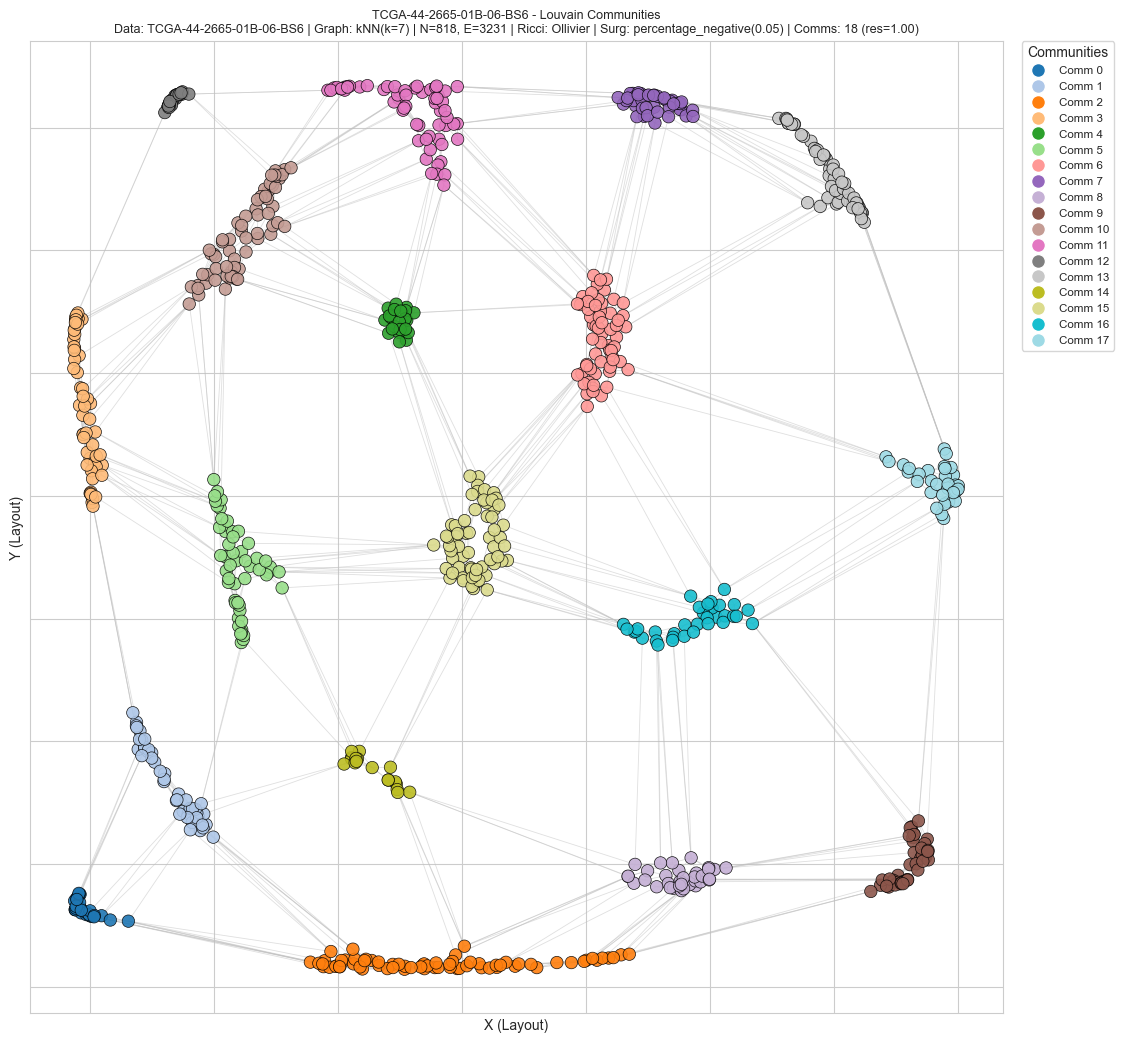 TCGA-44-2665-01B-06-BS6 - Louvain Communities
Data: TCGA-44-2665-01B-06-BS6 | Graph: kNN(k=7) | N=818, E=3231 | Ricci: Ollivier | Surg: percentage_negative(0.05) | Comms: 18 (res=1.00)
Communities
Comm 0
Comm 1
Comm 2
Comm 3
Comm 4
Comm 5
Comm 6
Comm 7
Comm 8
Comm 9
Comm 10
Comm 11
Comm 12
Comm 13
Comm 14
Comm 15
Comm 16
Comm 17
Y (Layout)
X (Layout)